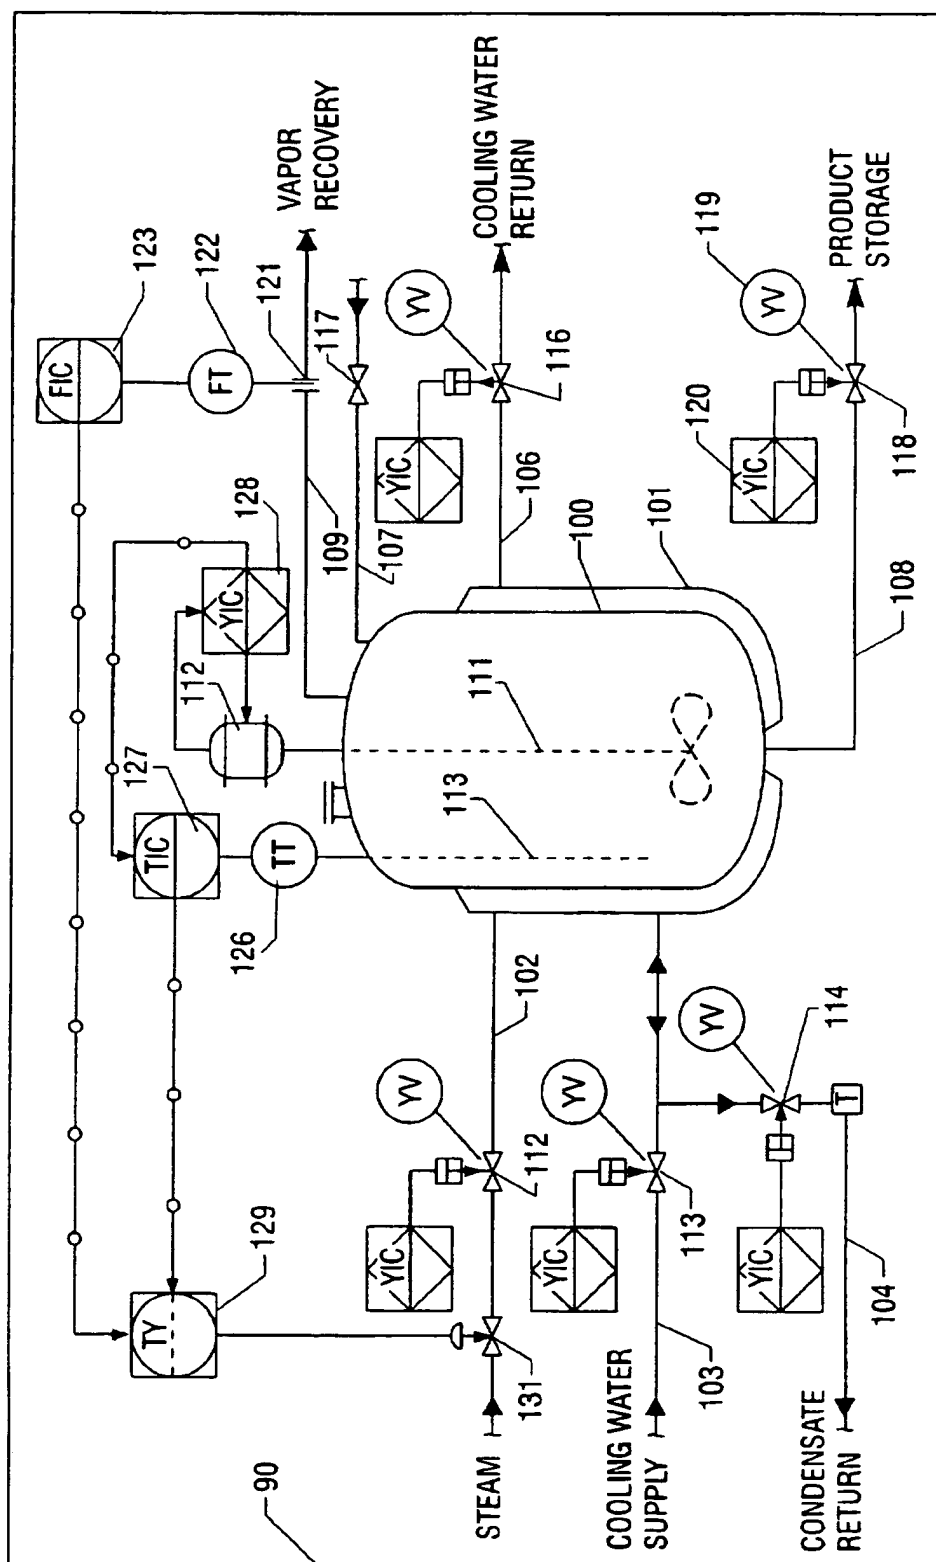 90
FIC
123
122
FT
121
VAPOR
RECOVERY
117
YIC
128
109
107
112
TIC
127
TT
126
TY
129
YV
YIC
116
COOLING WATER
RETURN
106
100
101
111
113
102
YV
YIC
112
131
STEAM
YV
YIC
113
103
COOLING WATER
SUPPLY
YV
114
YIC
T
104
CONDENSATE
RETURN
119
YV
120
YIC
118
PRODUCT
STORAGE
108